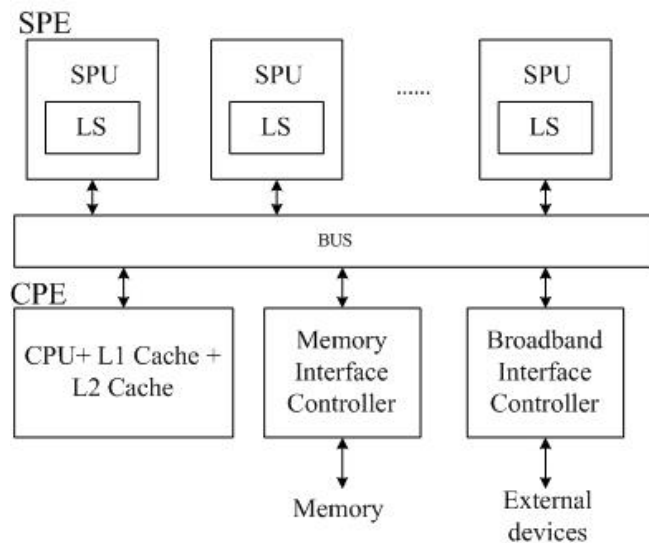 SPE
SPU
SPU
SPU
LS
LS
......
LS
BUS
CPE
CPU+ L1 Cache +
L2 Cache
Memory
Interface
Controller
Broadband
Interface
Controller
Memory
External
devices